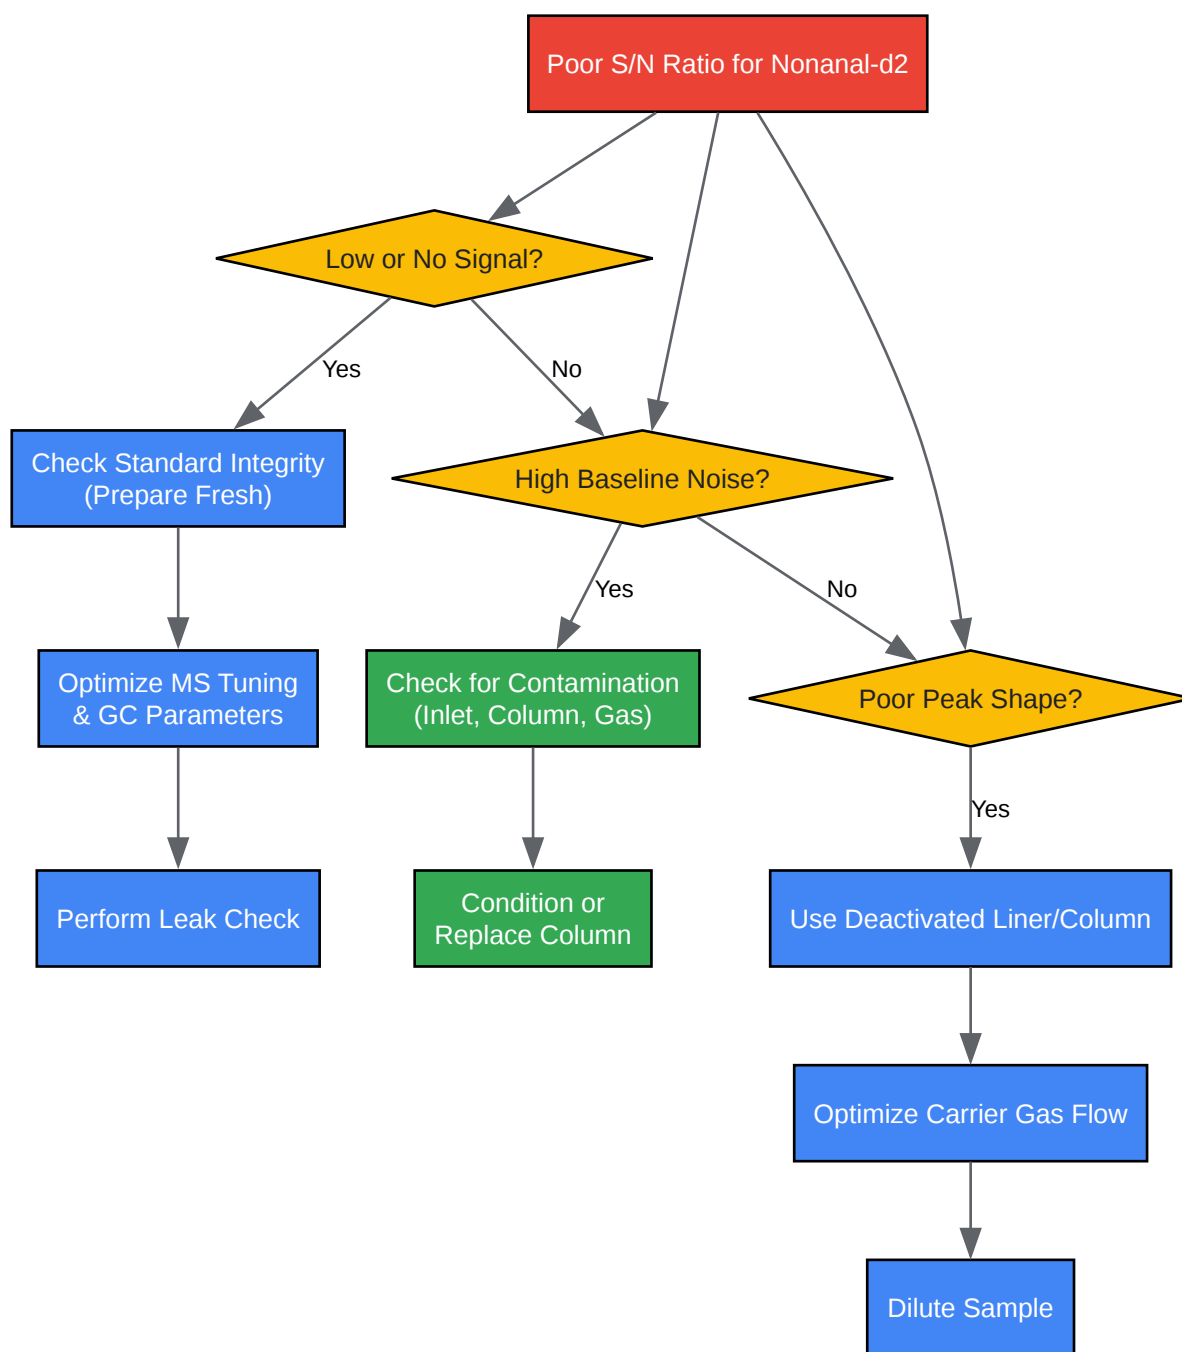 Poor S/N Ratio for Nonanal-d2
Low or No Signal?
Yes
No
Check Standard Integrity
(Prepare Fresh)
High Baseline Noise?
Yes
No
Optimize MS Tuning
& GC Parameters
Check for Contamination
(Inlet, Column, Gas)
Poor Peak Shape?
Yes
Perform Leak Check
Condition or
Replace Column
Use Deactivated Liner/Column
Optimize Carrier Gas Flow
Dilute Sample